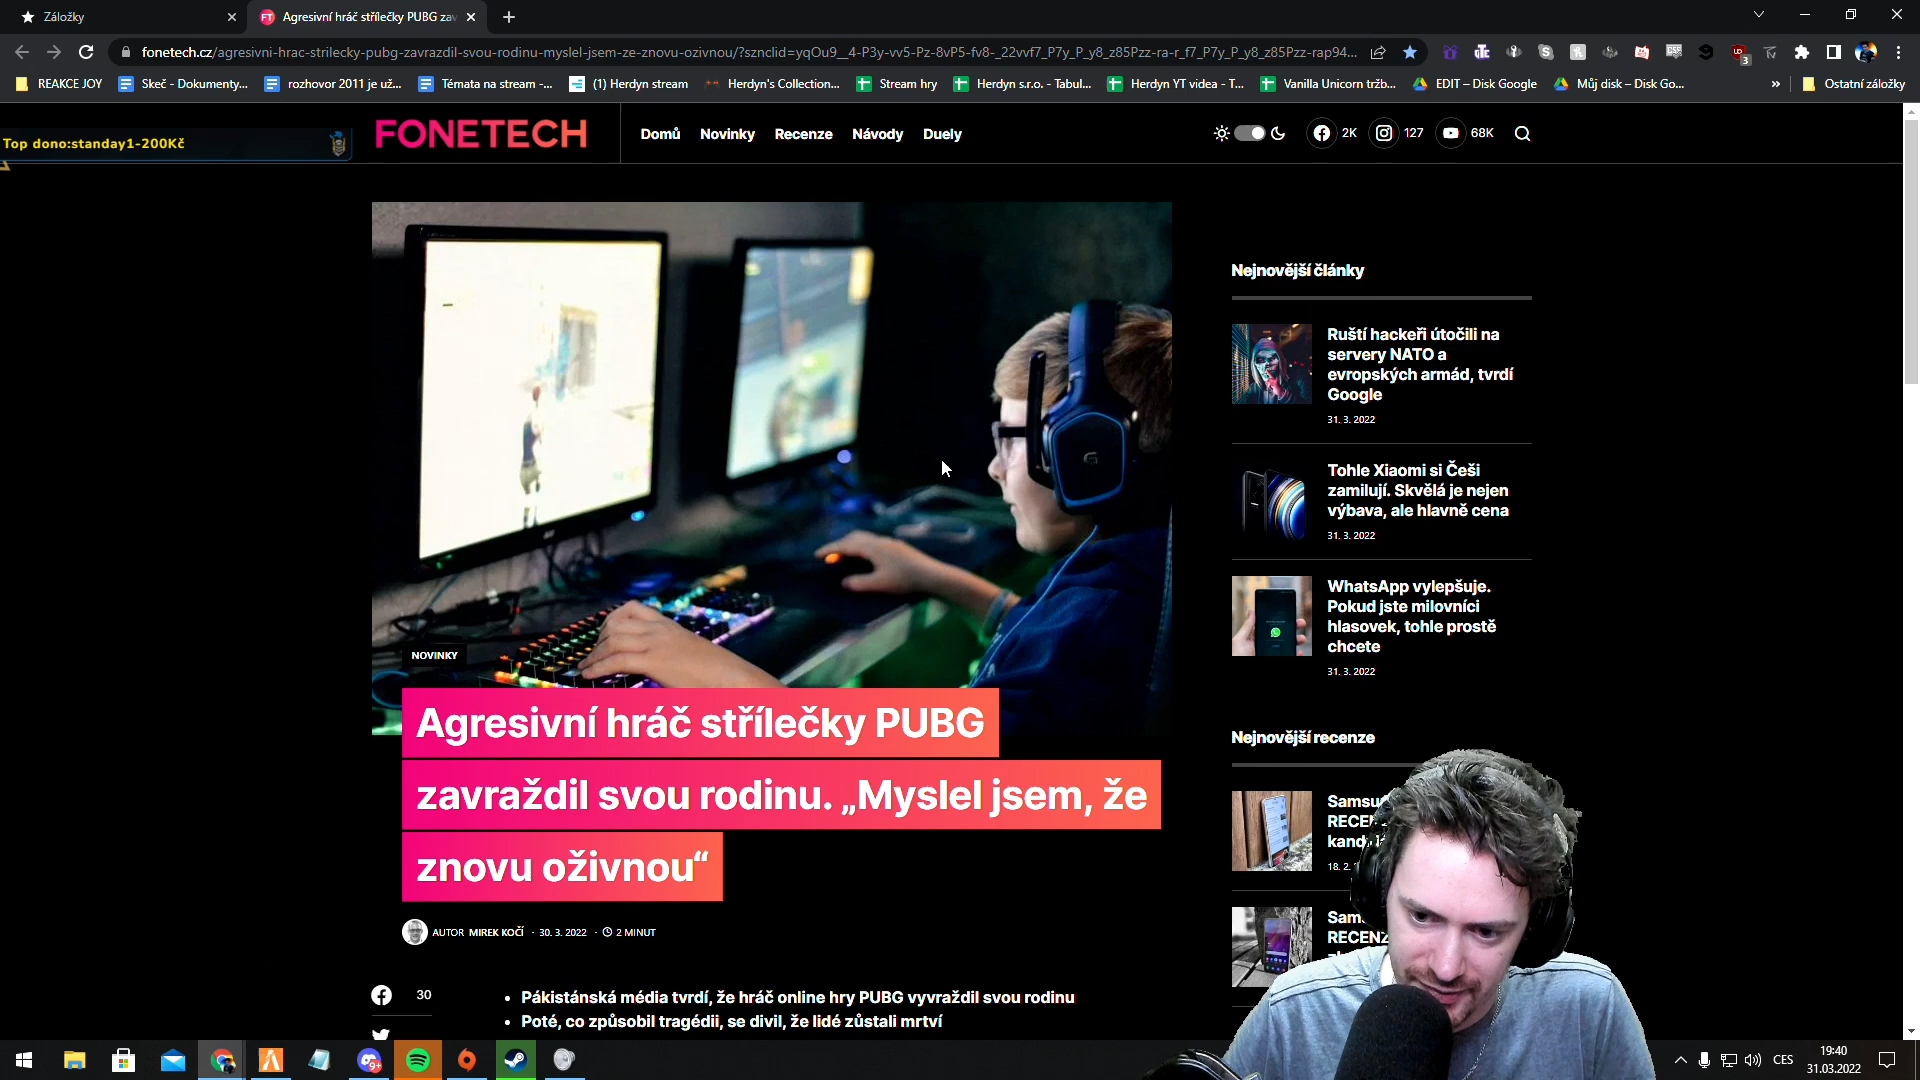 Záložky
Agresivní hráč střílečky PUBG zav
fonetech.cz/agresivni-hrac-strilecky-pubg-zavrazdil-svou-rodinu-myslel-jsem-ze-znovu-ozivnou/?sznclid=yqOu9__4-P3y-vv5-Pz-8vP5-fv8-_22vvf7_P7y_P_y8_z85Pzz-ra-r_f7_P7y_P_y8_z85Pzz-rap94...
3
REAKCE JOY
Skeč - Dokumenty...
rozhovor 2011 je už...
Témata na stream -...
(1) Herdyn stream
Herdyn's Collection...
Stream hry
Herdyn s.r.o. - Tabul...
Herdyn YT videa - T...
Vanilla Unicorn tržb...
EDIT – Disk Google
Můj disk – Disk Go...
Ostatní záložky
Top dono:standay1-200Kč
FONETECH
Domů
Novinky
Recenze
Návody
Duely
2K
127
68K
NOVINKY
Agresivní hráč střílečky PUBG
zavraždil svou rodinu. „Myslel jsem, že
znovu oživnou“
AUTOR MIREK KOČÍ · 30. 3. 2022 · 2 MINUT
30
• Pákistánská média tvrdí, že hráč online hry PUBG vyvraždil svou rodinu
• Poté, co způsobil tragédii, se divil, že lidé zůstali mrtví
Nejnovější články
Ruští hackeři útočili na
servery NATO a
evropských armád, tvrdí
Google
31. 3. 2022
Tohle Xiaomi si Češi
zamilují. Skvělá je nejen
výbava, ale hlavně cena
31. 3. 2022
WhatsApp vylepšuje.
Pokud jste milovníci
hlasovek, tohle prostě
chcete
31. 3. 2022
Nejnovější recenze
18. 2.
9+
CES
19:40
31.03.2022